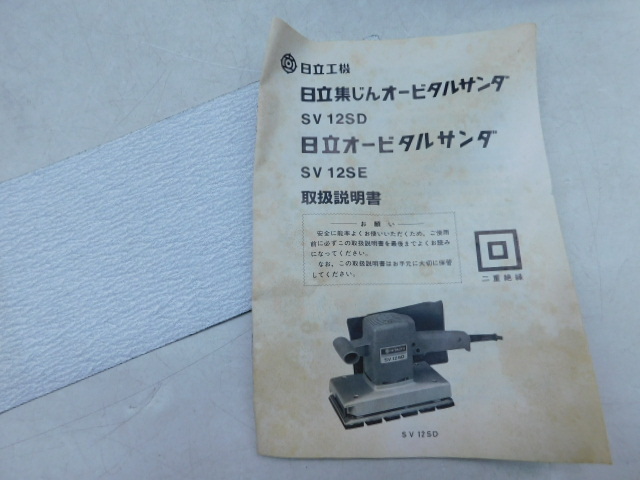 日立工機
日立集じんオービタルサンダ
SV 12SD
日立オービタルサンダ
SV 12SE
取扱説明書
お願い
安全に能率よくお使いいただくため、ご使用
前に必ずこの取扱説明書を最後までよくお読み
になってください。
なお、この取扱説明書はお手元に大切に保管
してください。
二重絶縁
SV 12SD
SV 12SD